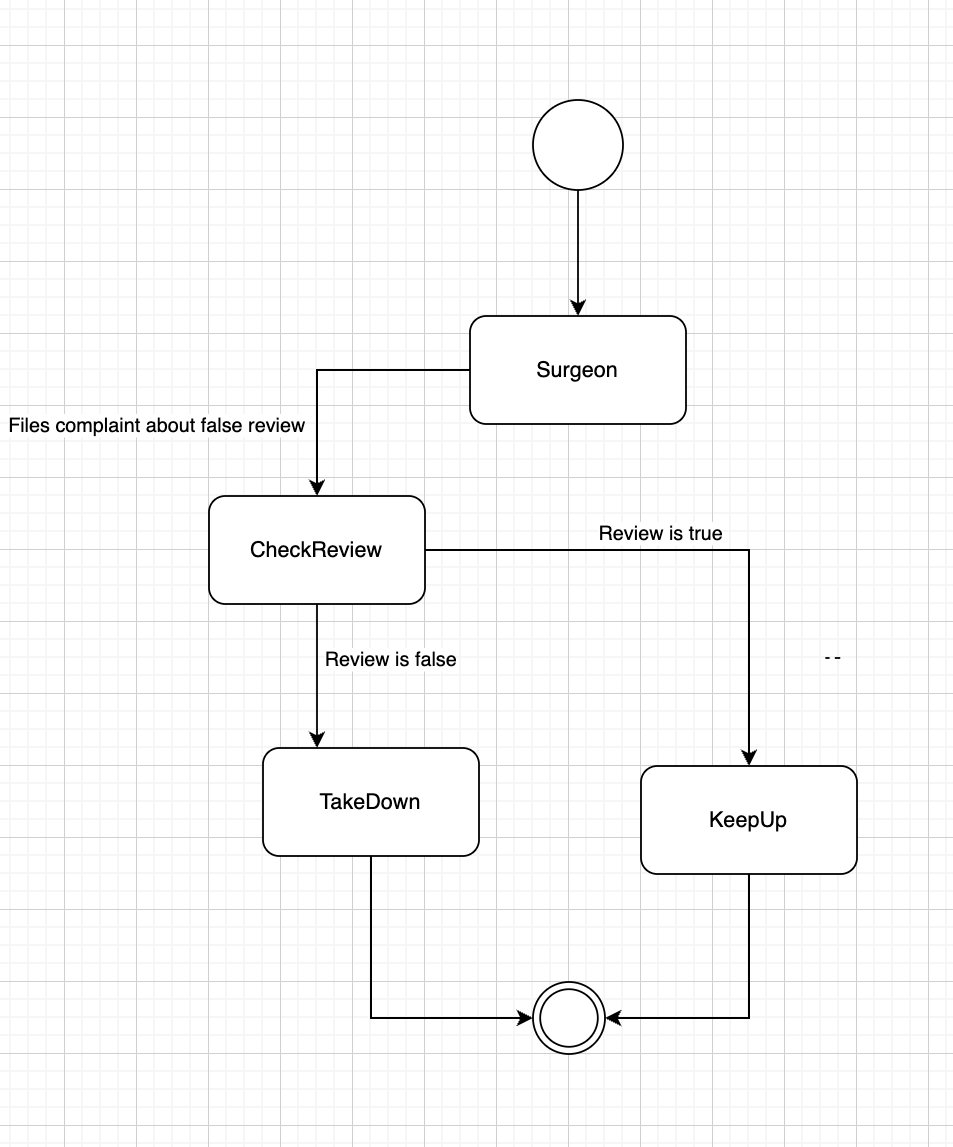 Surgeon
Files complaint about false review
CheckReview
Review is true
Review is false
--
TakeDown
KeepUp